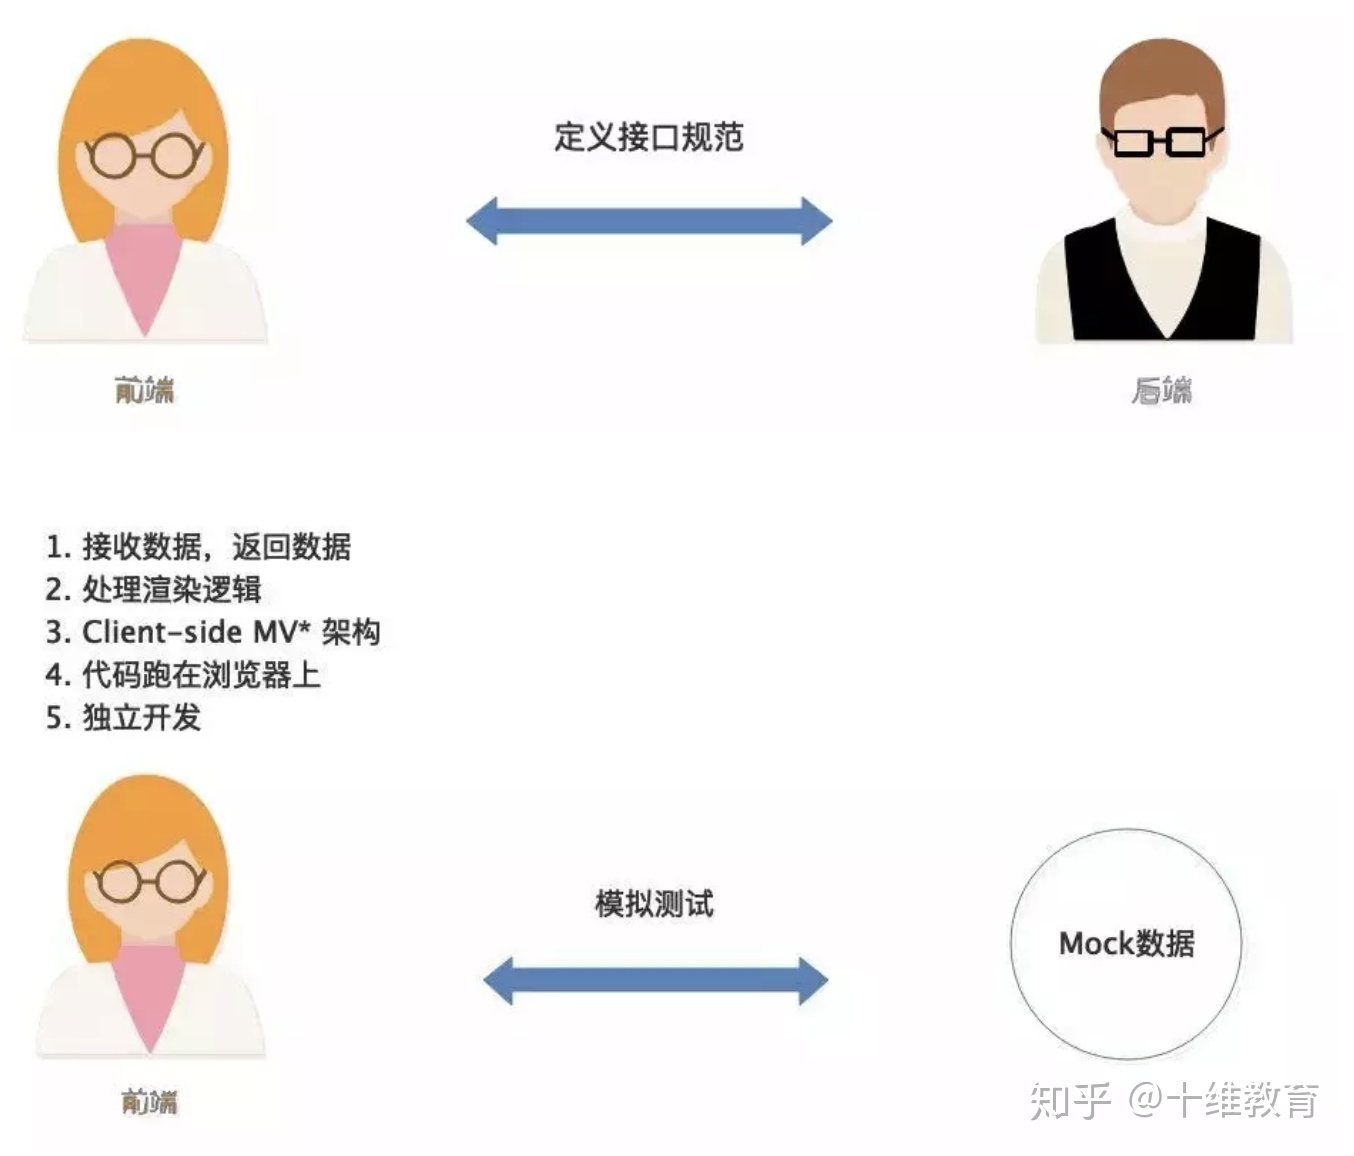 定义接口规范
前端
后端
1. 接收数据，返回数据
2. 处理渲染逻辑
3. Client-side MV* 架构
4. 代码跑在浏览器上
5. 独立开发
模拟测试
Mock数据
前端
知乎 @十维教育